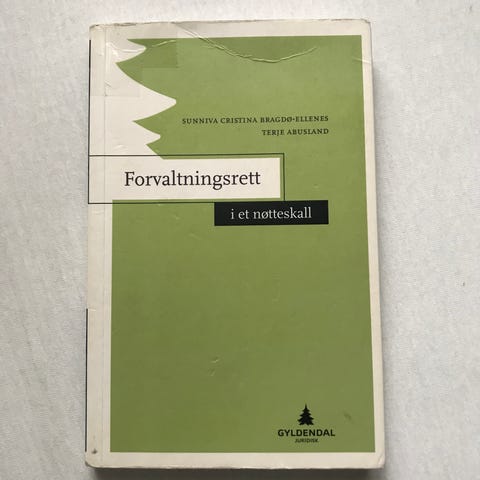 SUNNIVA CRISTINA BRAGDØ-ELLENES
TERJE ABUSLAND
Forvaltningsrett
i et nøtteskall
GYLDENDAL
JURIDISK